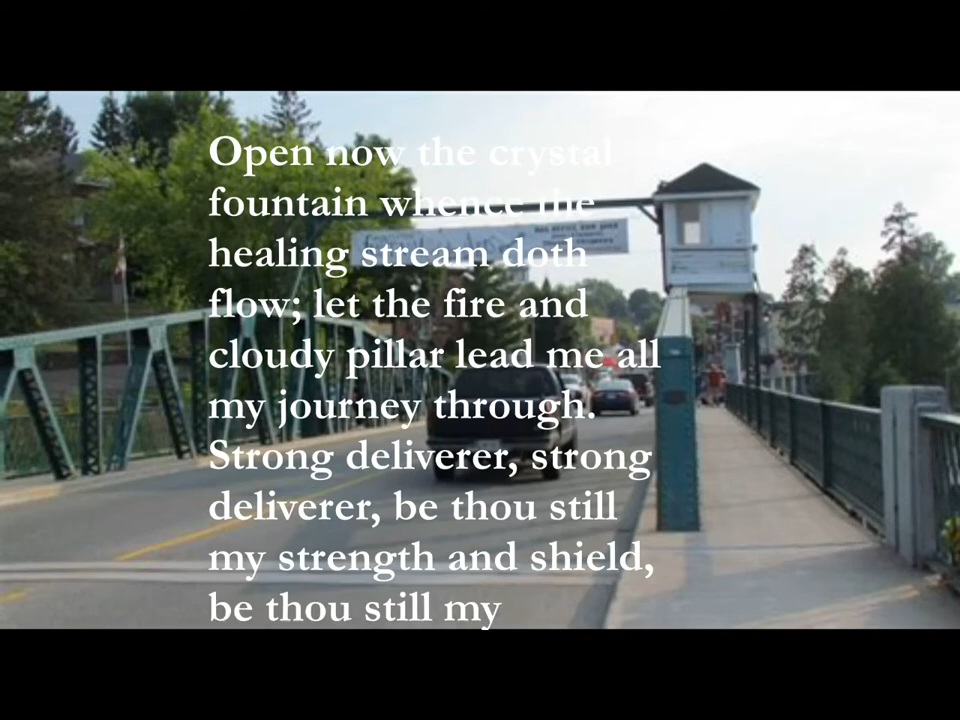 Open now the crystal
fountain whence the
healing stream doth
flow; let the fire and
cloudy pillar lead me all
my journey through.
Strong deliverer, strong
deliverer, be thou still
my strength and shield,
be thou still my